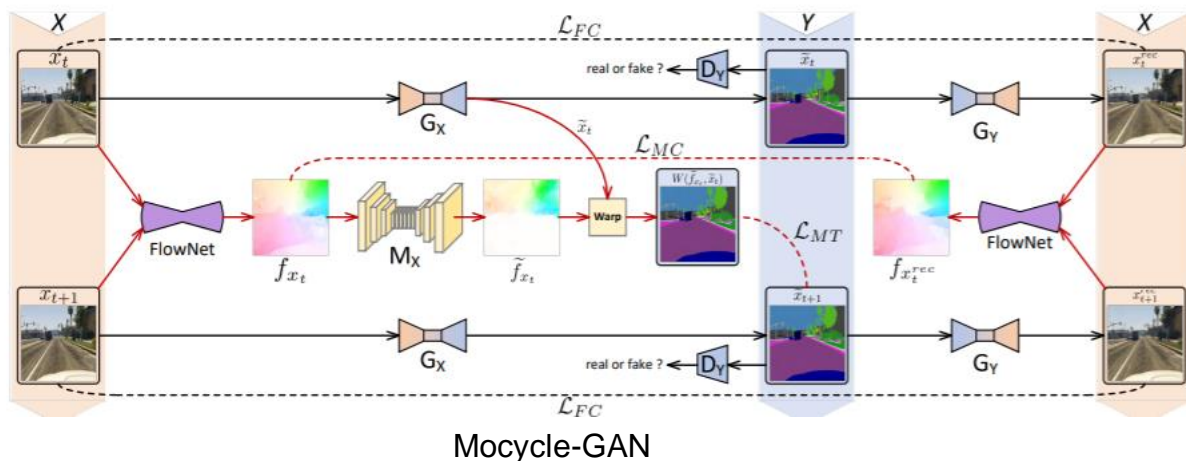 X
Y
X
ℒ_FC
x_t
x̃_t
x_t^{rec}
real or fake ?
D_Y
G_X
G_Y
x̃_t
ℒ_MC
W(f̃_{x_t}, x̃_t)
Warp
FlowNet
FlowNet
ℒ_MT
f_{x_t}
M_X
f̃_{x_t}
f_{x_t^{rec}}
x_{t+1}
x̃_{t+1}
x_{t+1}^{rec}
G_X
G_Y
real or fake ?
D_Y
ℒ_FC
Mocycle-GAN